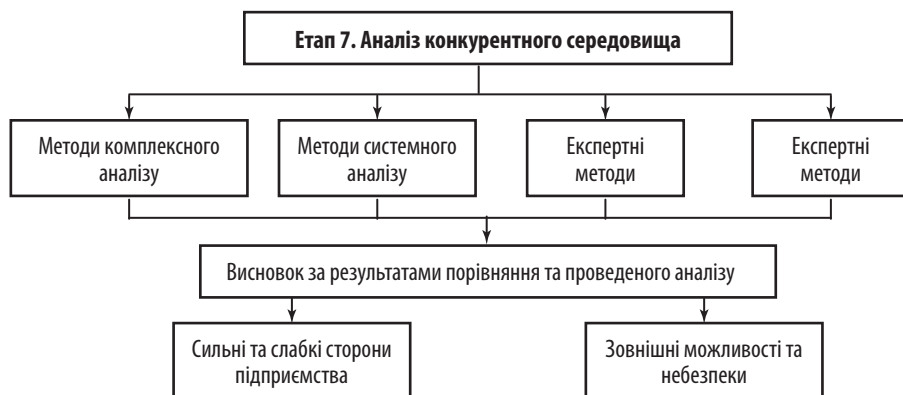 Етап 7. Аналіз конкурентного середовища
Методи комплексного
аналізу
Методи системного
аналізу
Експертні
методи
Експертні
методи
Висновок за результатами порівняння та проведеного аналізу
Сильні та слабкі сторони
підприємства
Зовнішні можливості та
небезпеки